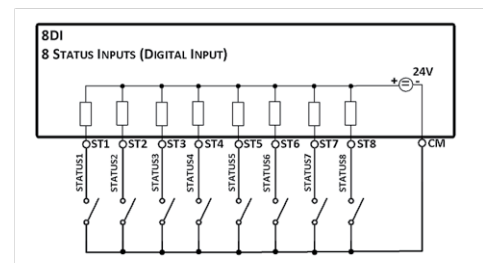 8DI
8 STATUS INPUTS (DIGITAL INPUT)
24V
+ -
ST1 ST2 ST3 ST4 ST5 ST6 ST7 ST8 CM
STATUS1 STATUS2 STATUS3 STATUS4 STATUS5 STATUS6 STATUS7 STATUS8